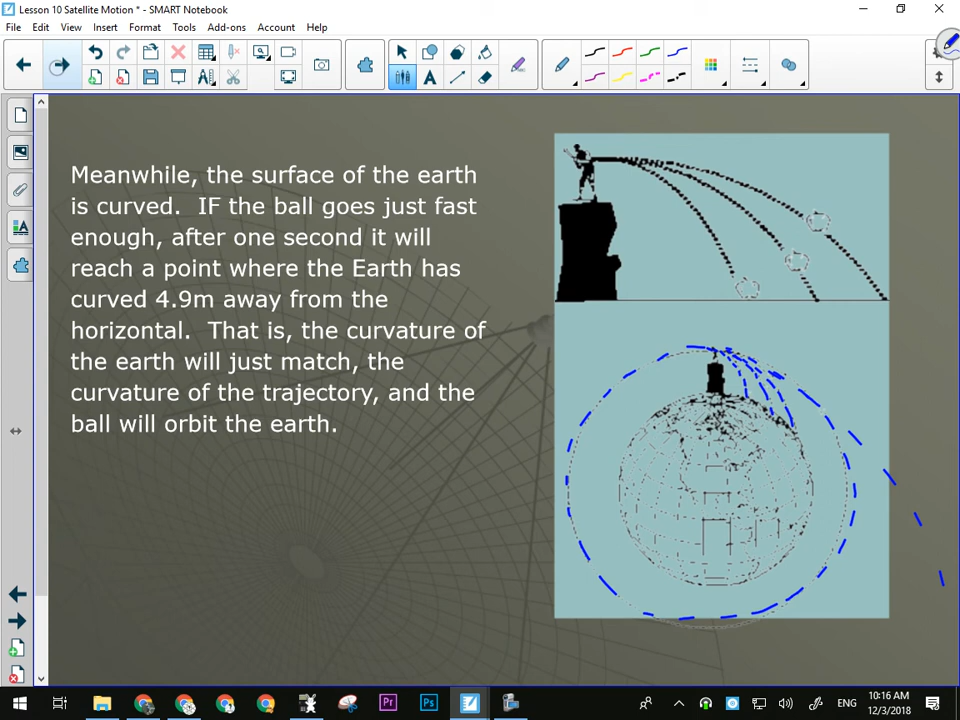 Lesson 10 Satellite Motion * - SMART Notebook
File Edit View Insert Format Tools Add-ons Account Help
Meanwhile, the surface of the earth
is curved. IF the ball goes just fast
enough, after one second it will
reach a point where the Earth has
curved 4.9m away from the
horizontal. That is, the curvature of
the earth will just match, the
curvature of the trajectory, and the
ball will orbit the earth.
Pr Ps
ENG
10:16 AM
12/3/2018